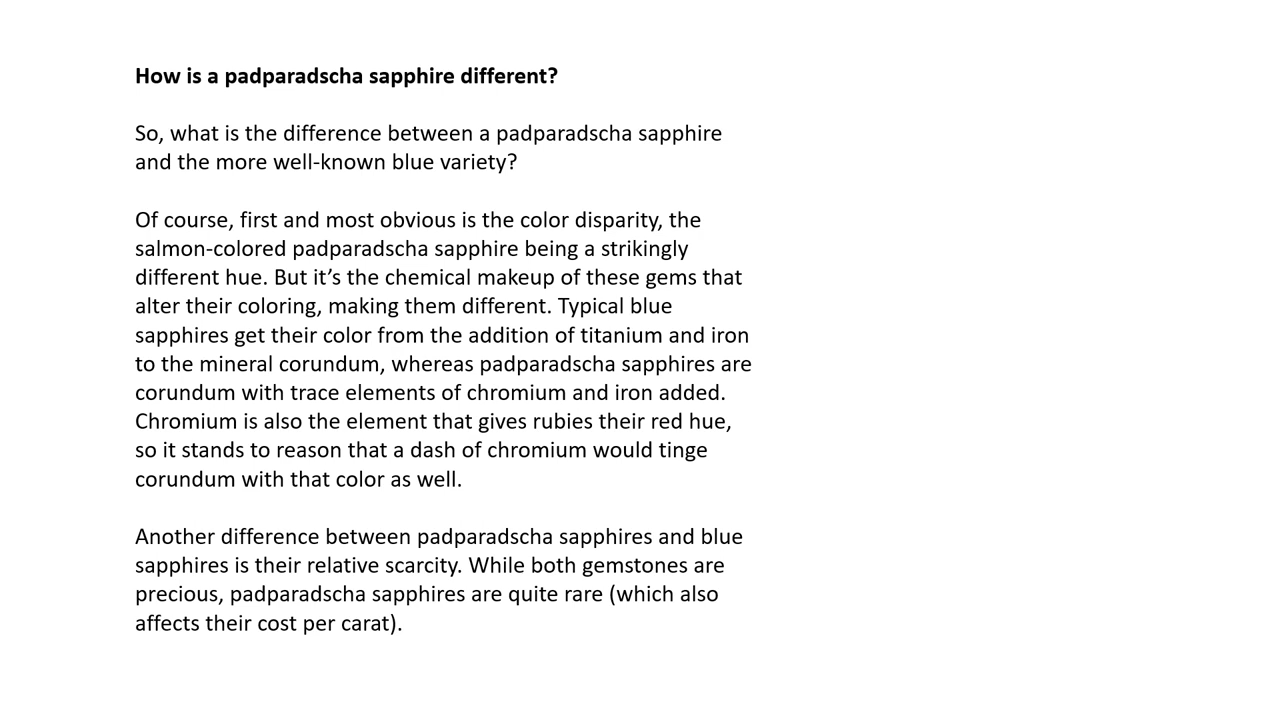 How is a padparadscha sapphire different?
So, what is the difference between a padparadscha sapphire
and the more well-known blue variety?
Of course, first and most obvious is the color disparity, the
salmon-colored padparadscha sapphire being a strikingly
different hue. But it’s the chemical makeup of these gems that
alter their coloring, making them different. Typical blue
sapphires get their color from the addition of titanium and iron
to the mineral corundum, whereas padparadscha sapphires are
corundum with trace elements of chromium and iron added.
Chromium is also the element that gives rubies their red hue,
so it stands to reason that a dash of chromium would tinge
corundum with that color as well.
Another difference between padparadscha sapphires and blue
sapphires is their relative scarcity. While both gemstones are
precious, padparadscha sapphires are quite rare (which also
affects their cost per carat).